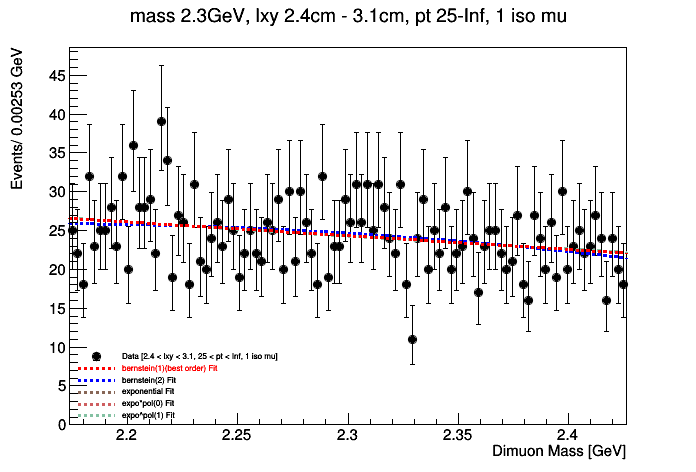 mass 2.3GeV, lxy 2.4cm - 3.1cm, pt 25-Inf, 1 iso mu
Events/ 0.00253 GeV
45
40
35
30
25
20
15
10
5
0
Data [2.4 < lxy < 3.1, 25 < pt < Inf, 1 iso mu]
bernstein(1)(best order) Fit
bernstein(2) Fit
exponential Fit
expo*pol(0) Fit
expo*pol(1) Fit
2.2 2.25 2.3 2.35 2.4
Dimuon Mass [GeV]